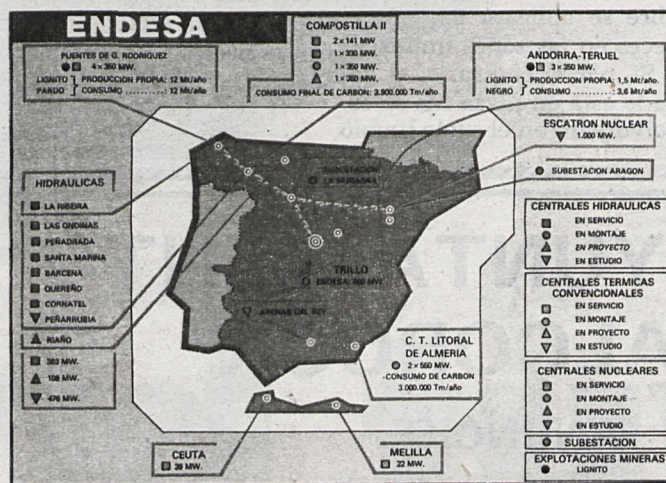 ENDESA
PUENTES DE G. RODRIGUEZ
4×350 MW.
LIGNITO PARDO } PRODUCCION PROPIA: 12 Mt/año
CONSUMO ..........: 12 Mt/año
COMPOSTILLA II
2×141 MW.
1×330 MW.
1×350 MW.
1×350 MW.
CONSUMO FINAL DE CARBON: 3.900.000 Tm/año
ANDORRA-TERUEL
3×350 MW.
LIGNITO NEGRO } PRODUCCION PROPIA: 1,5 Mt/año.
CONSUMO ..........: 3,6 Mt/año
ESCATRON NUCLEAR
1.000 MW.
SUBESTACION ARAGON
SUBESTACION
LA MUDARRA
HIDRAULICAS
LA RIBEIRA
LAS ONDINAS
PEÑADRADA
SANTA MARINA
BARCENA
QUEREÑO
CORNATEL
PEÑARRUBIA
RIAÑO
MW.
MW.
MW.
TRILLO
ENDESA: MW
ARENAS DEL REY
C. T. LITORAL
DE ALMERIA
2×550 MW.
-CONSUMO DE CARBON
3.000.000 Tm/año
CEUTA
28 MW.
MELILLA
22 MW.
CENTRALES HIDRAULICAS
EN SERVICIO
EN MONTAJE
EN PROYECTO
EN ESTUDIO
CENTRALES TERMICAS
CONVENCIONALES
EN SERVICIO
EN MONTAJE
EN PROYECTO
EN ESTUDIO
CENTRALES NUCLEARES
EN SERVICIO
EN MONTAJE
EN PROYECTO
EN ESTUDIO
SUBESTACION
EXPLOTACIONES MINERAS
LIGNITO